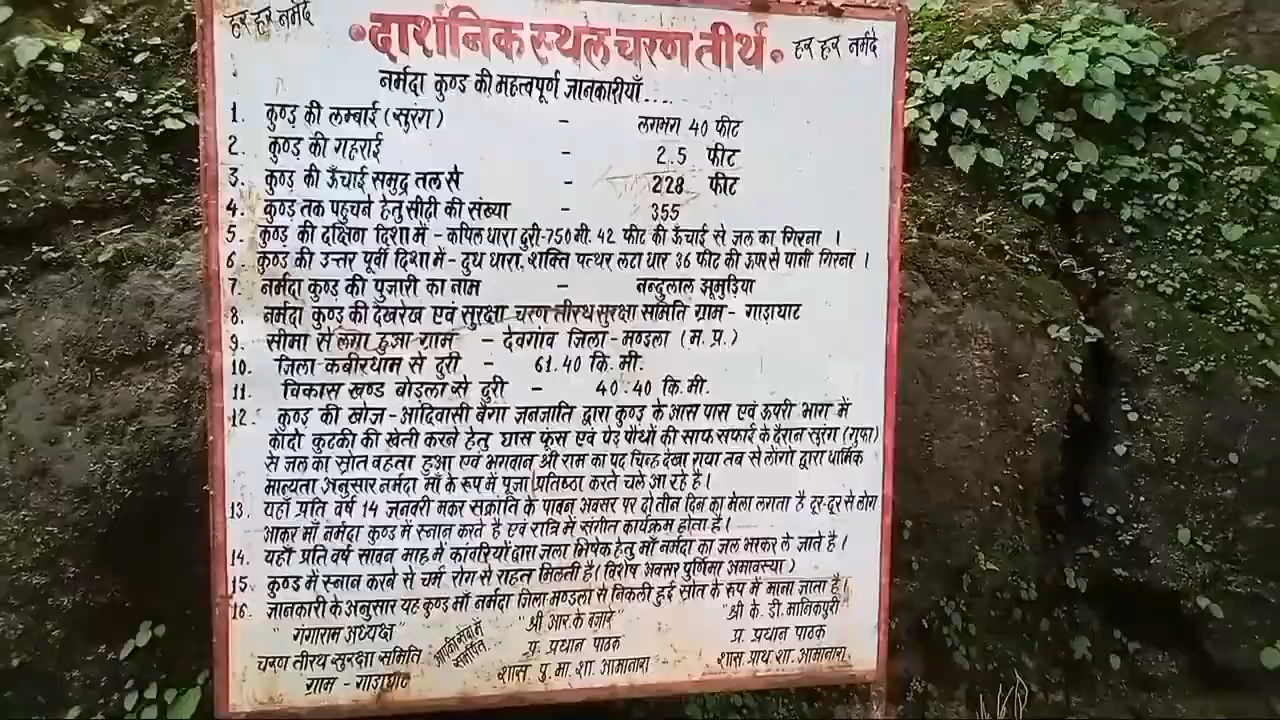 हर हर नर्मदे
•दार्शनिक स्थल चरण तीर्थ•
हर हर नर्मदे
नर्मदा कुण्ड की महत्वपूर्ण जानकारीयाँ....
1. कुण्ड की लम्बाई (सुरंग) - लगभग 40 फीट
2. कुण्ड की गहराई - 2.5 फीट
3. कुण्ड की ऊँचाई समुद्र तल से - 228 फीट
4. कुण्ड तक पहुचने हेतु सीढी की संख्या - 355
5. कुण्ड की दक्षिण दिशा में - कपिल धारा दुरी-750 मी. 42 फीट की ऊँचाई से जल का गिरना ।
6. कुण्ड की उत्तर पूर्वी दिशा में - दुध धारा, शक्ति पत्थर लटा धार 36 फीट की ऊपर से पानी गिरना ।
7. नर्मदा कुण्ड की पुजारी का नाम - नन्दुलाल झूमुड़िया
8. नर्मदा कुण्ड की देखरेख एवं सुरक्षा चरण तीरथ सुरक्षा समिति ग्राम- गाड़ाघाट
9. सीमा से लगा हुआ ग्राम - देवगांव जिला-मण्डला (म.प्र.)
10. जिला कबीरधाम से दुरी - 61.40 कि.मी.
11. विकास खण्ड बोड़ला से दुरी - 40.40 कि.मी.
12. कुण्ड की खोज - आदिवासी बैगा जनजाति द्वारा कुण्ड के आस पास एवं ऊपरी भाग में
कोदो कुटकी की खेती करने हेतु घास फूंस एवं पेड़ पौधों की साफ सफाई के दौरान सुरंग (गुफा)
से जल का स्रोत बहता हुआ एवं भगवान श्री राम का पद चिन्ह देखा गया तब से लोगो द्वारा धार्मिक
मान्यता अनुसार नर्मदा माँ के रूप में पूजा प्रतिष्ठा करते चले आ रहे है ।
13. यहाँ प्रति वर्ष 14 जनवरी मकर संक्रांति के पावन अवसर पर दो तीन दिन का मेला लगता है दूर-दूर से लोग
आकर माँ नर्मदा कुण्ड में स्नान करते है एवं रात्रि में संगीत कार्यक्रम होता है ।
14. यहाँ प्रति वर्ष सावन माह में कांवरियों द्वारा जला भिषेक हेतु माँ नर्मदा का जल भरकर ले जाते है ।
15. कुण्ड में स्नान करने से चर्म रोग से राहत मिलती है। (विशेष अवसर पुर्णिमा अमावस्या)
16. जानकारी के अनुसार यह कुण्ड माँ नर्मदा जिला मण्डला से निकली हुई स्रोत के रूप में माना जाता है।
"गंगाराम अध्यक्ष"
चरण तीरथ सुरक्षा समिति
ग्राम - गाड़ाघाट
आपकी सेवा में
समर्पित..
"श्री आर.के बंजारे"
प्र. प्रधान पाठक
शास. पु. मा. शा. आमानारा
"श्री के. डी. मानिकपुरी
प्र. प्रधान पाठक
शास. प्राथ. शा. आमानारा